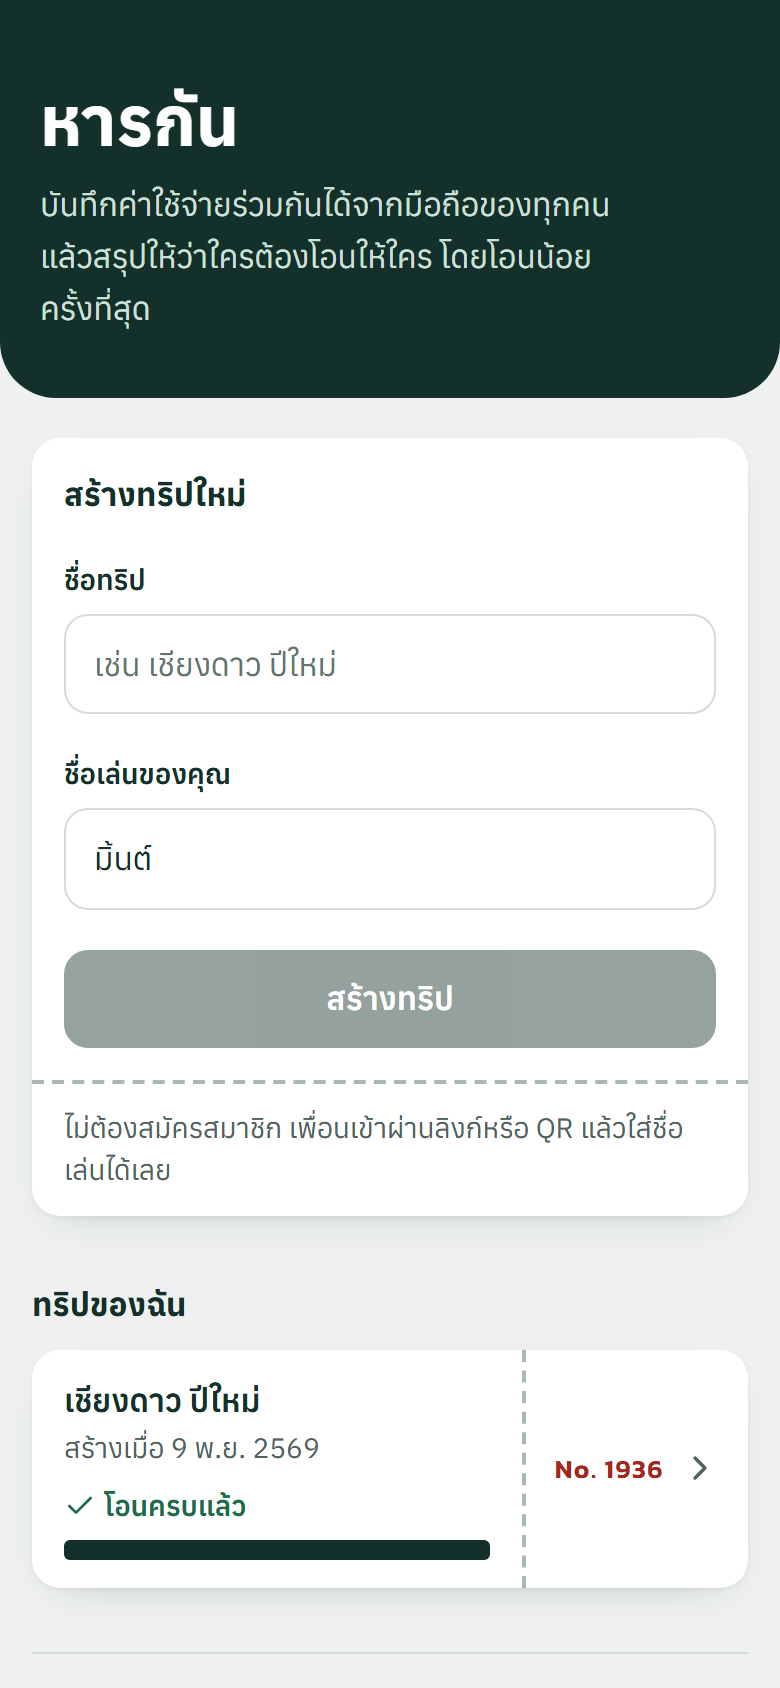 หารกัน
บันทึกค่าใช้จ่ายร่วมกันได้จากมือถือของทุกคน
แล้วสรุปให้ว่าใครต้องโอนให้ใคร โดยโอนน้อย
ครั้งที่สุด
สร้างทริปใหม่
ชื่อทริป
เช่น เชียงดาว ปีใหม่
ชื่อเล่นของคุณ
มิ้นต์
สร้างทริป
ไม่ต้องสมัครสมาชิก เพื่อนเข้าผ่านลิงก์หรือ QR แล้วใส่ชื่อ
เล่นได้เลย
ทริปของฉัน
เชียงดาว ปีใหม่
สร้างเมื่อ 9 พ.ย. 2569
โอนครบแล้ว
No. 1936